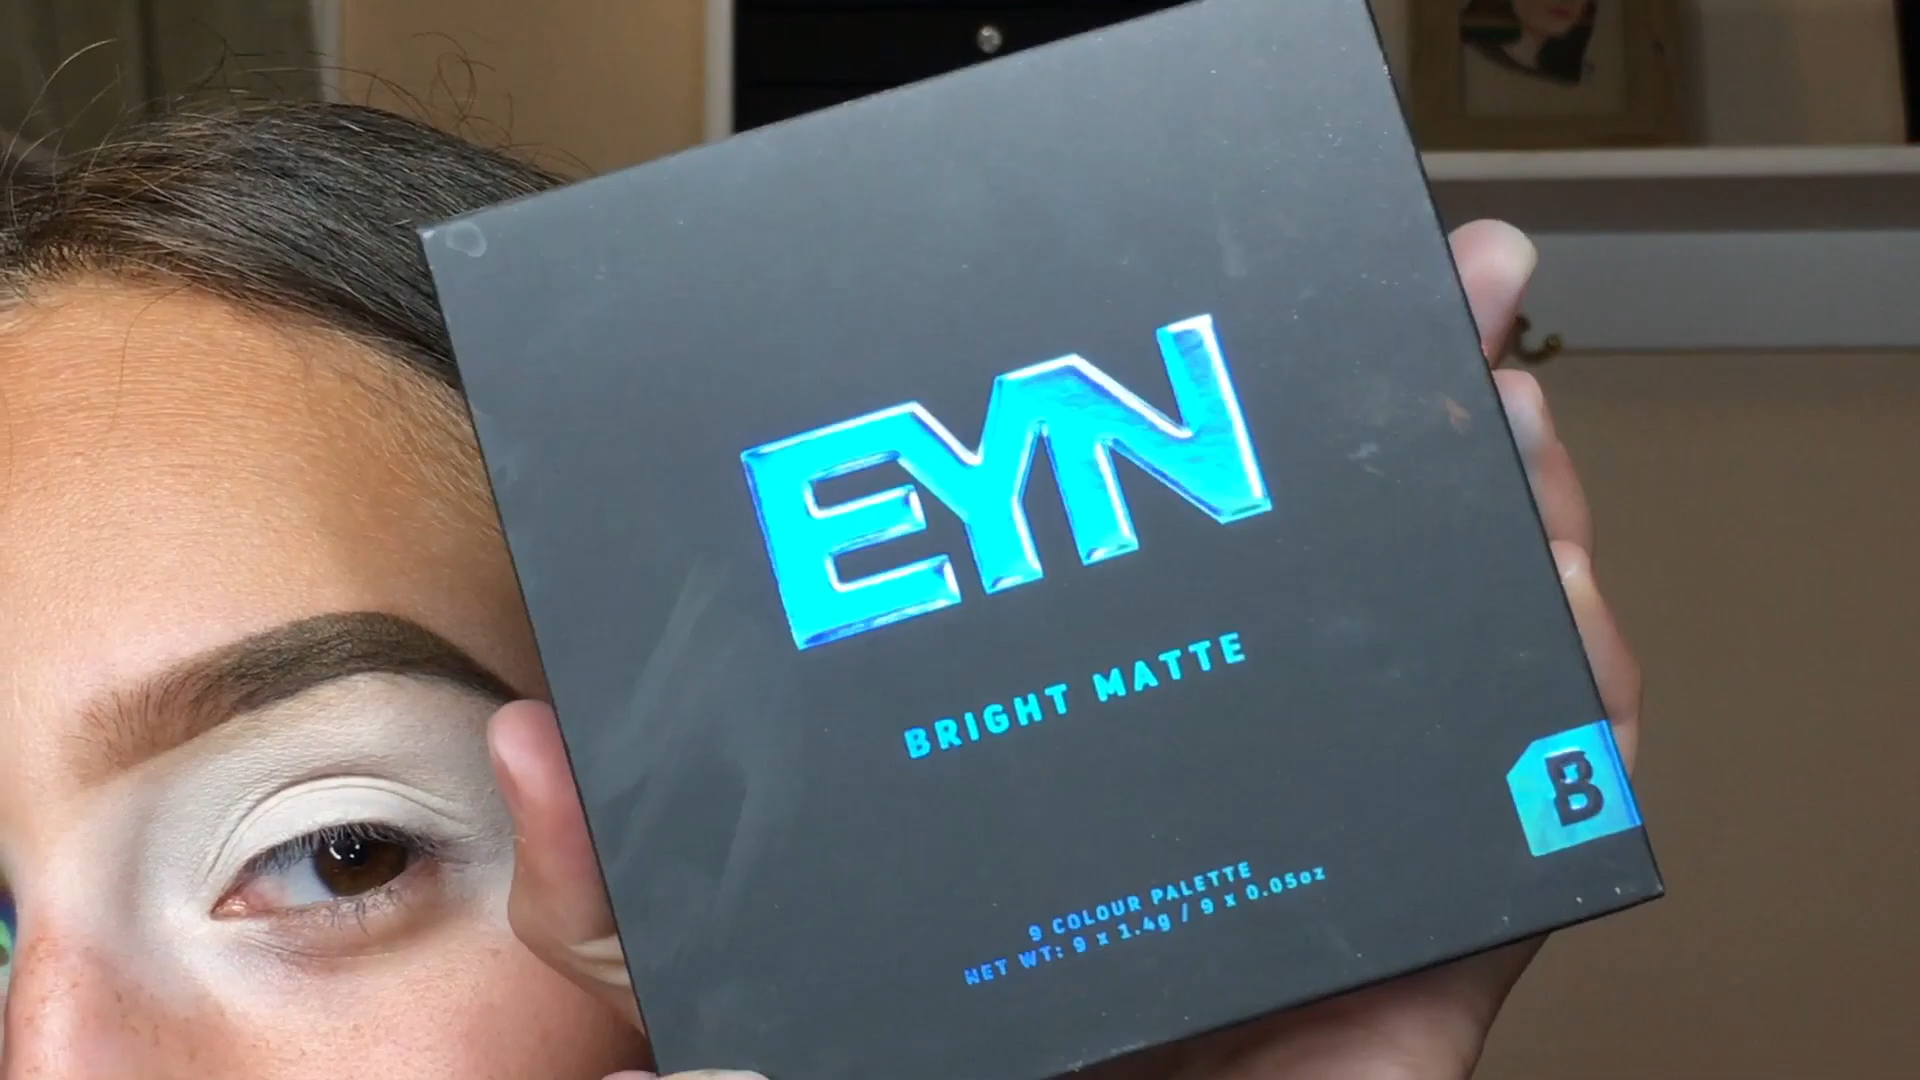 EYN
BRIGHT MATTE
B
9 COLOUR PALETTE
NET WT: 9 x 1.4g / 9 x 0.05oz